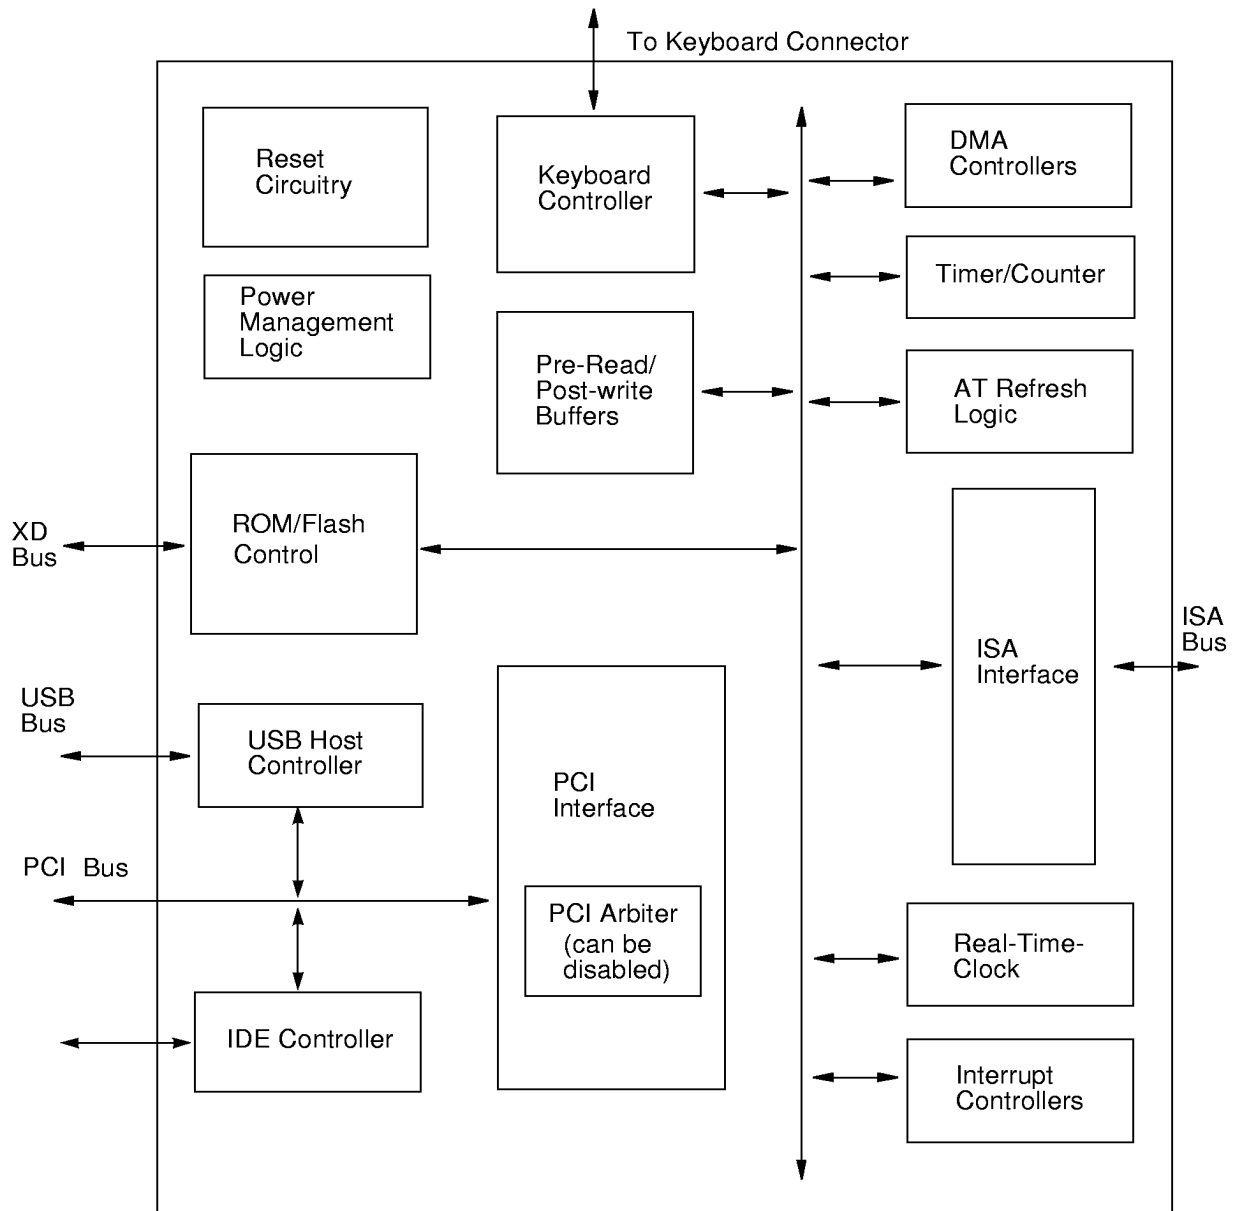 To Keyboard Connector
Reset
Circuitry
Keyboard
Controller
DMA
Controllers
Power
Management
Logic
Timer/Counter
Pre-Read/
Post-write
Buffers
AT Refresh
Logic
XD
Bus
ROM/Flash
Control
ISA
Interface
ISA
Bus
USB
Bus
USB Host
Controller
PCI
Interface
PCI Bus
PCI Arbiter
(can be
disabled)
Real-Time-
Clock
IDE Controller
Interrupt
Controllers